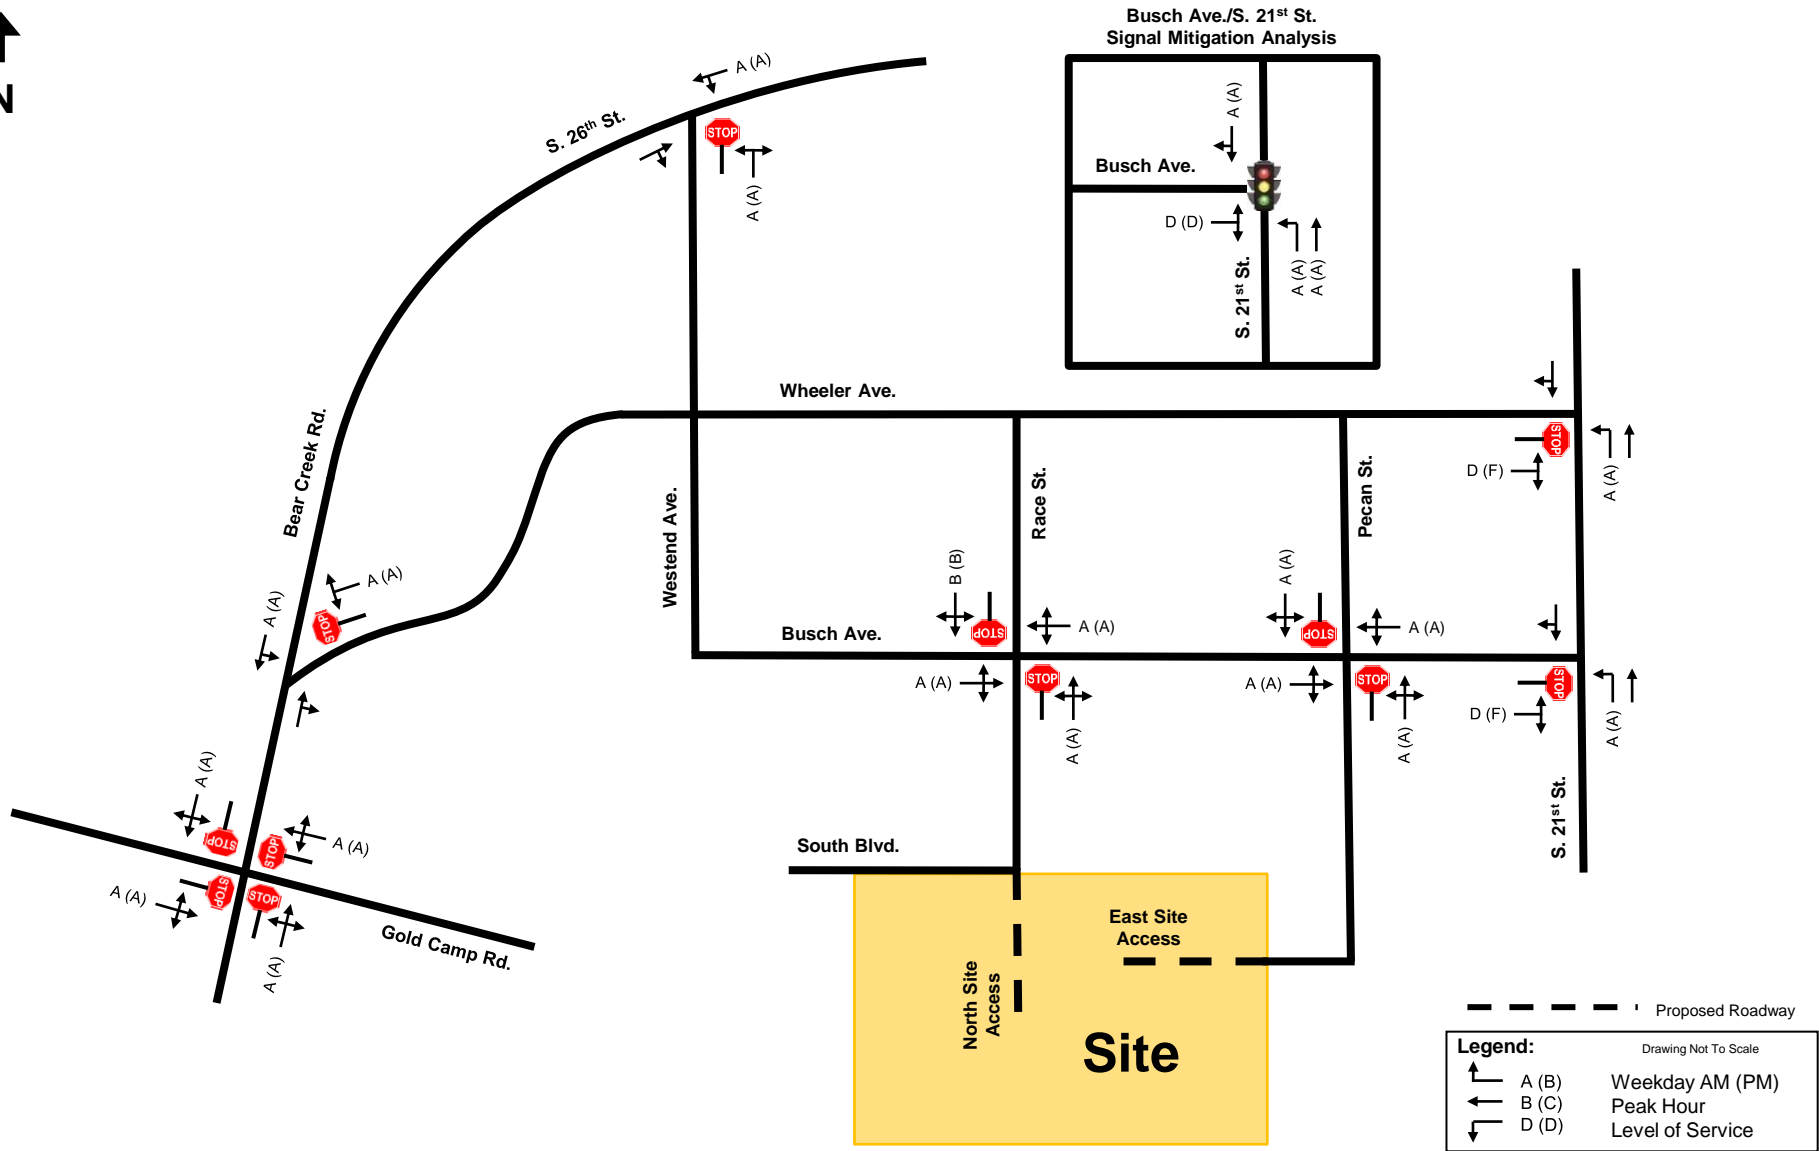 N
Busch Ave./S. 21st St.
Signal Mitigation Analysis
A (A)
Busch Ave.
D (D)
S. 21st St.
A (A)
A (A)
A (A)
S. 26th St.
STOP
A (A)
Wheeler Ave.
Bear Creek Rd.
Westend Ave.
Race St.
Pecan St.
STOP
D (F)
A (A)
A (A)
A (A)
STOP
B (B)
STOP
A (A)
A (A)
STOP
A (A)
Busch Ave.
A (A)
STOP
A (A)
A (A)
STOP
A (A)
STOP
D (F)
A (A)
S. 21st St.
A (A)
STOP
STOP
A (A)
A (A)
STOP
STOP
A (A)
Gold Camp Rd.
South Blvd.
East Site
Access
North Site
Access
Site
Proposed Roadway
Legend:
Drawing Not To Scale
A (B)
B (C)
D (D)
Weekday AM (PM)
Peak Hour
Level of Service